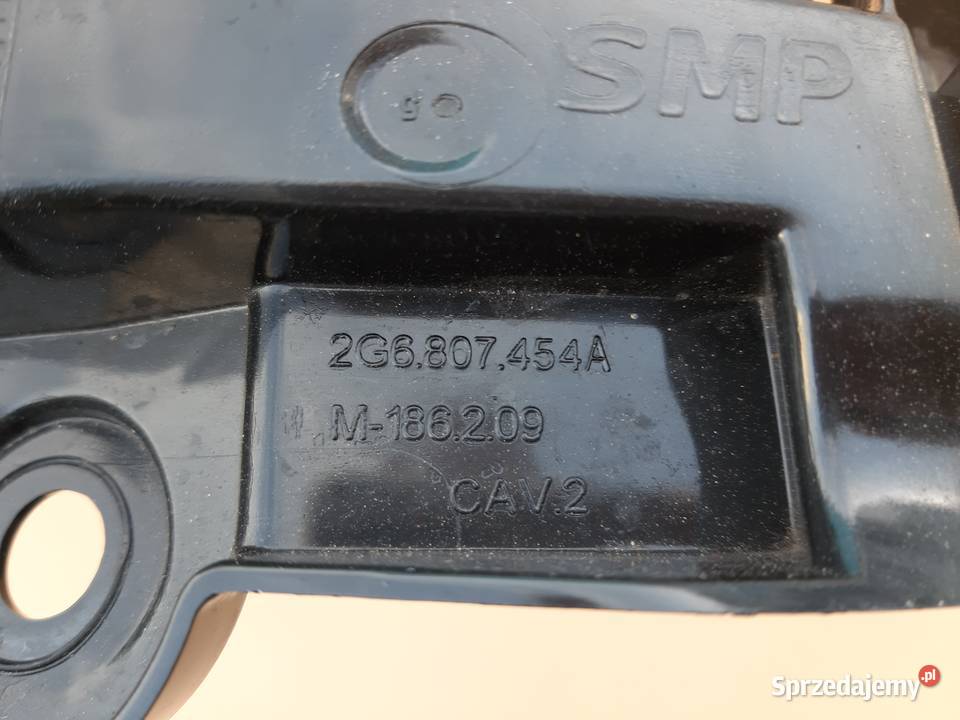 SMP
2G6.807.454A
M-186.2.09
CAV.2
Sprzedajemy.pl